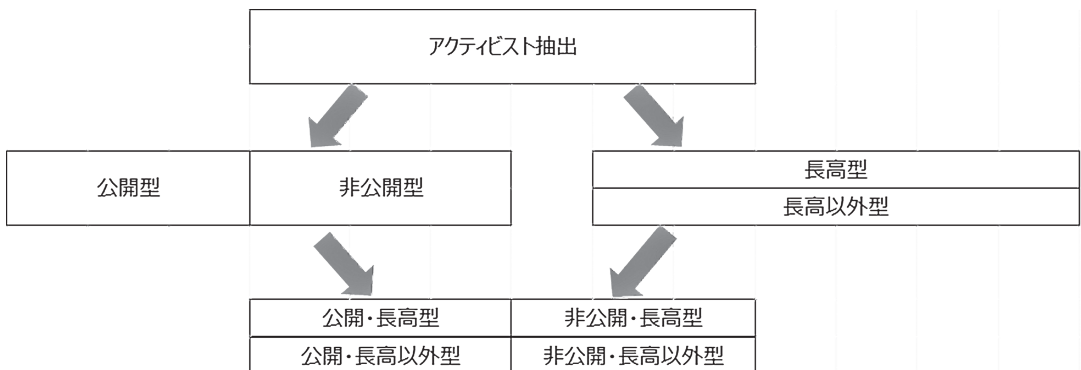 アクティビスト抽出
公開型
非公開型
長高型
長高以外型
公開・長高型
非公開・長高型
公開・長高以外型
非公開・長高以外型